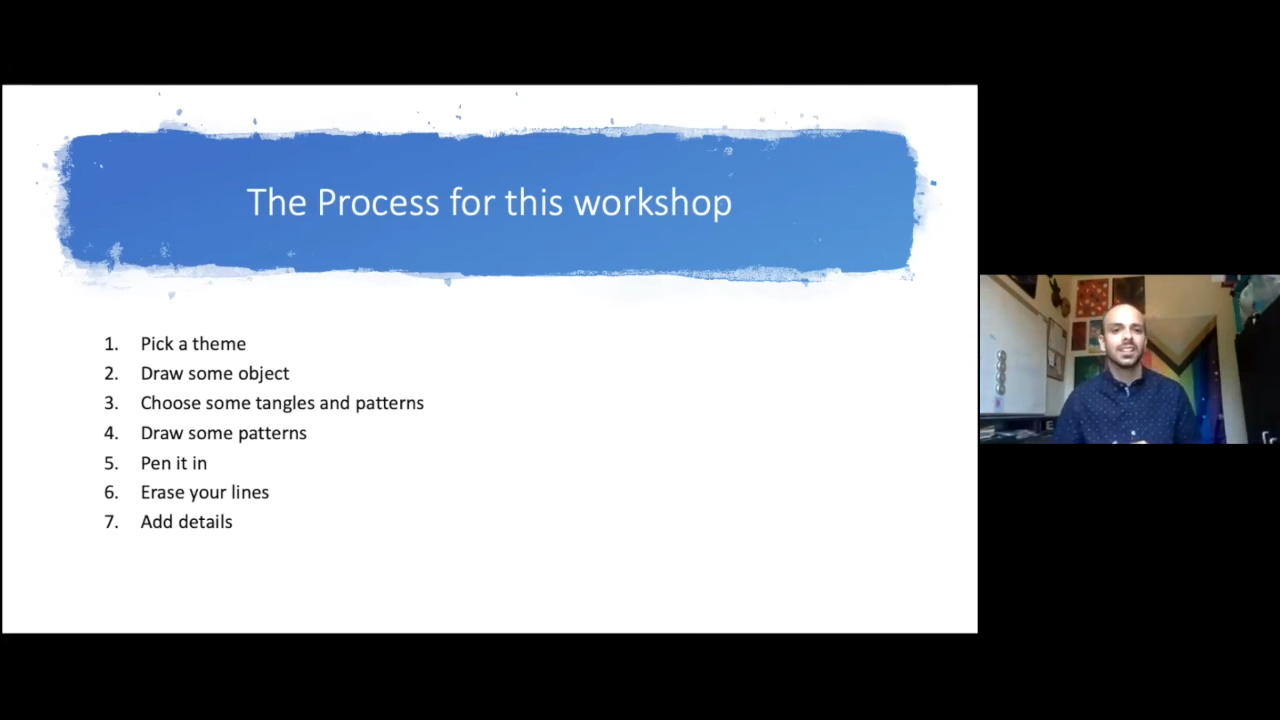 The Process for this workshop
1. Pick a theme
2. Draw some object
3. Choose some tangles and patterns
4. Draw some patterns
5. Pen it in
6. Erase your lines
7. Add details